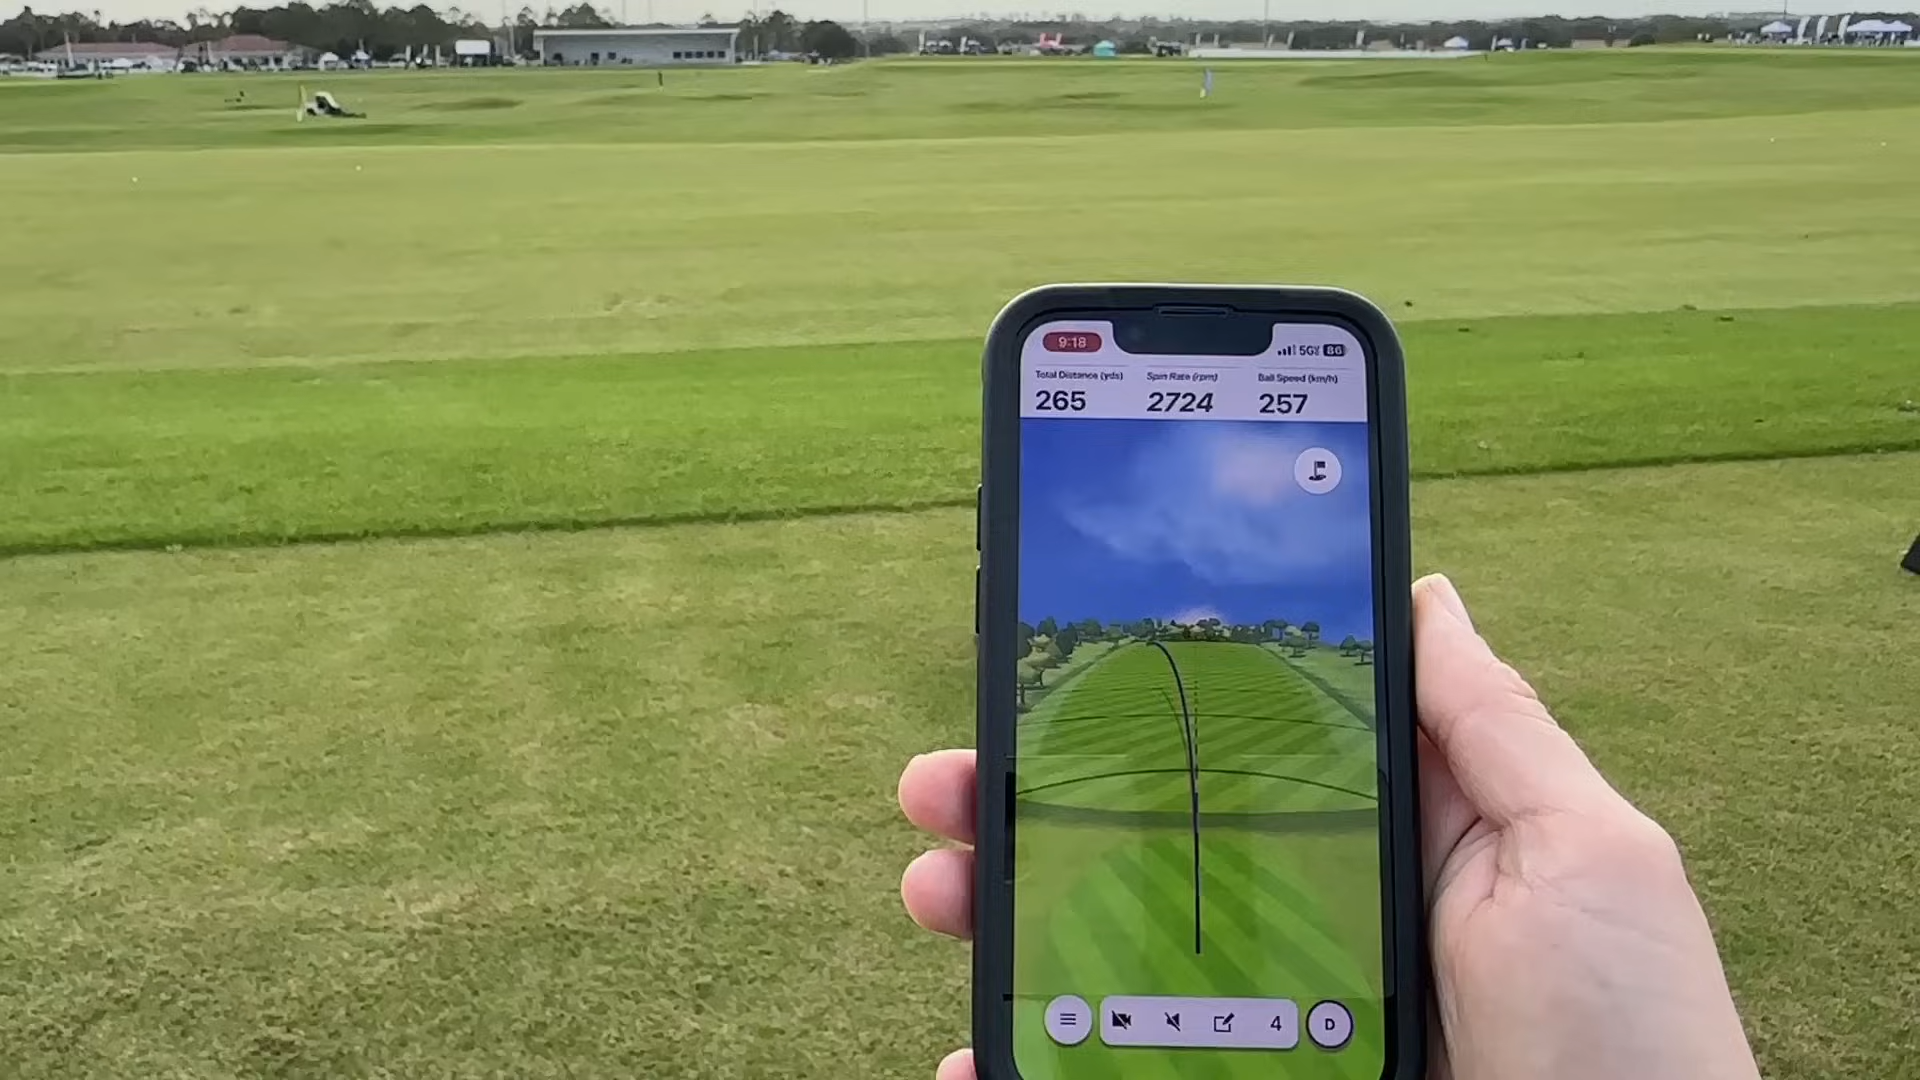 9:18
5G 86
Total Distance (yds) Spin Rate (rpm) Ball Speed (km/h)
265 2724 257
4 D